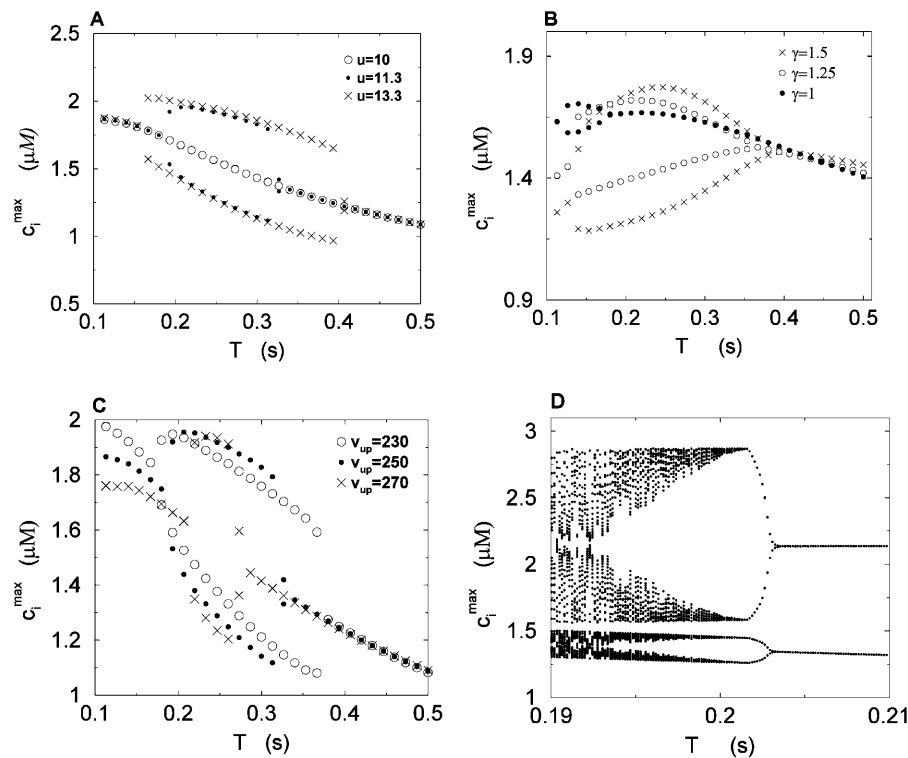 A
2.5
2
1.5
1
0.5
c_i^max (μM)
u=10
u=11.3
u=13.3
0.1 0.2 0.3 0.4 0.5
T (s)
B
1.9
1.4
0.9
c_i^max (μM)
γ=1.5
γ=1.25
γ=1
0.1 0.2 0.3 0.4 0.5
T (s)
C
2
1.8
1.6
1.4
1.2
1
c_i^max (μM)
v_up=230
v_up=250
v_up=270
0.1 0.2 0.3 0.4 0.5
T (s)
D
3
2.5
2
1.5
1
c_i^max (μM)
0.19 0.2 0.21
T (s)